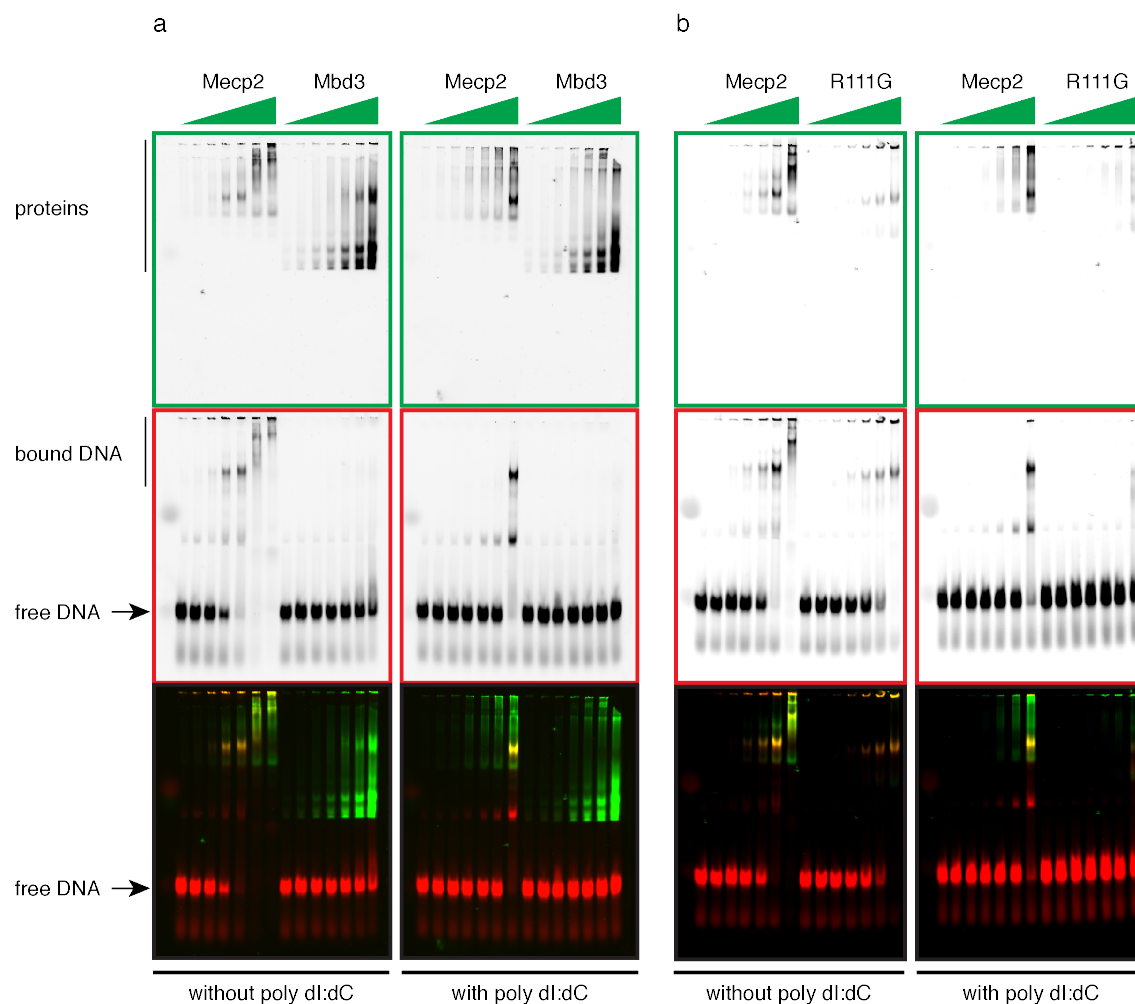 a
b
Mecp2 Mbd3 Mecp2 Mbd3 Mecp2 R111G Mecp2 R111G
proteins
bound DNA
free DNA
free DNA
without poly dI:dC with poly dI:dC without poly dI:dC with poly dI:dC